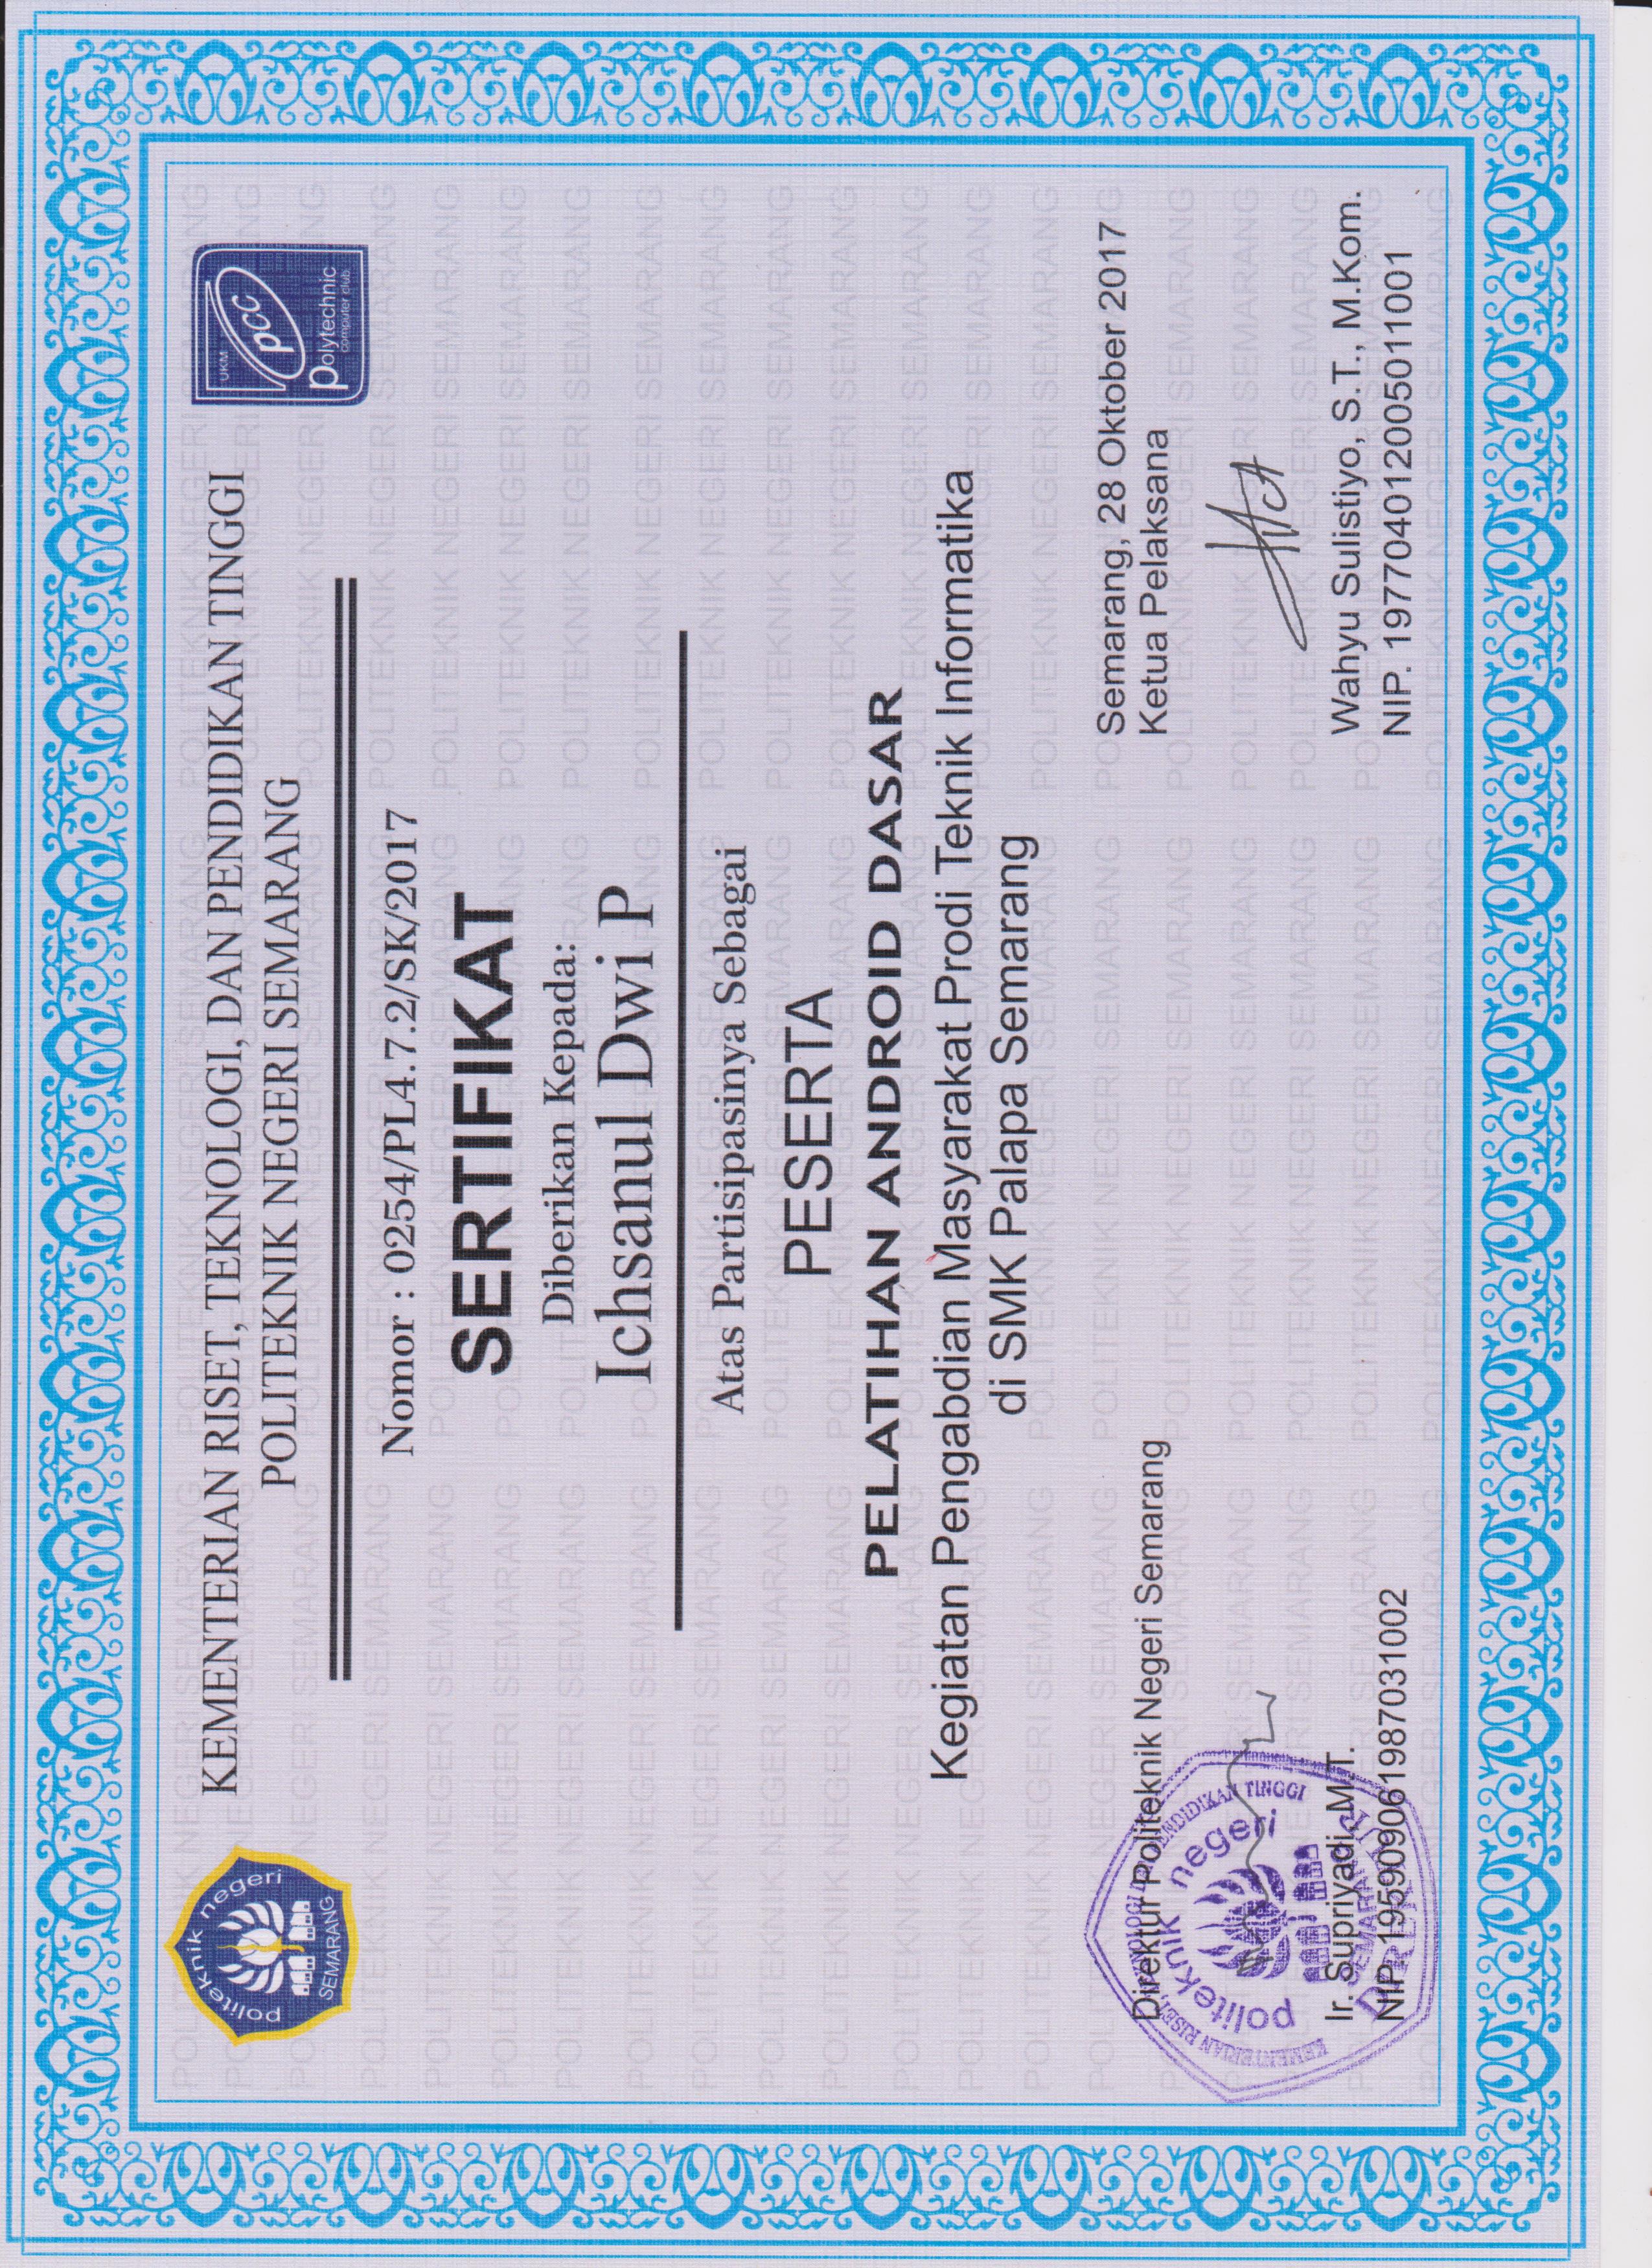 politeknik negeri
SEMARANG
KEMENTERIAN RISET, TEKNOLOGI, DAN PENDIDIKAN TINGGI
POLITEKNIK NEGERI SEMARANG
UKM
pcc
Polytechnic
computer club
Nomor : 0254/PL4.7.2/SK/2017
SERTIFIKAT
Diberikan Kepada:
Ichsanul Dwi P
Atas Partisipasinya Sebagai
PESERTA
PELATIHAN ANDROID DASAR
Kegiatan Pengabdian Masyarakat Prodi Teknik Informatika
di SMK Palapa Semarang
Direktur Politeknik Negeri Semarang
KEMENTERIAN RISET, TEKNOLOGI DAN PENDIDIKAN TINGGI
politeknik negeri
SEMARANG
DIREKTUR
Ir. Supriyadi, M.T.
NIP. 195909061987031002
Semarang, 28 Oktober 2017
Ketua Pelaksana
Wahyu Sulistiyo, S.T., M.Kom.
NIP. 197704012005011001